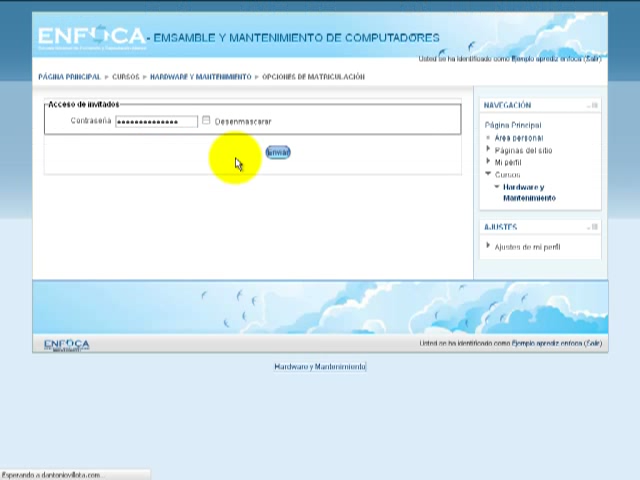 ENFOCA - EMSAMBLE Y MANTENIMIENTO DE COMPUTADORES
Usted se ha identificado como Ejemplo aprediz enfoca (Salir)
PÁGINA PRINCIPAL ► CURSOS ► HARDWARE Y MANTENIMIENTO ► OPCIONES DE MATRICULACIÓN
Acceso de invitados
Contraseña •••••••••••••• Desenmascarar
Enviar
NAVEGACIÓN
Página Principal
Área personal
Páginas del sitio
Mi perfil
Cursos
Hardware y
Mantenimiento
AJUSTES
Ajustes de mi perfil
ENFOCA
Usted se ha identificado como Ejemplo aprediz enfoca (Salir)
Hardware y Mantenimiento